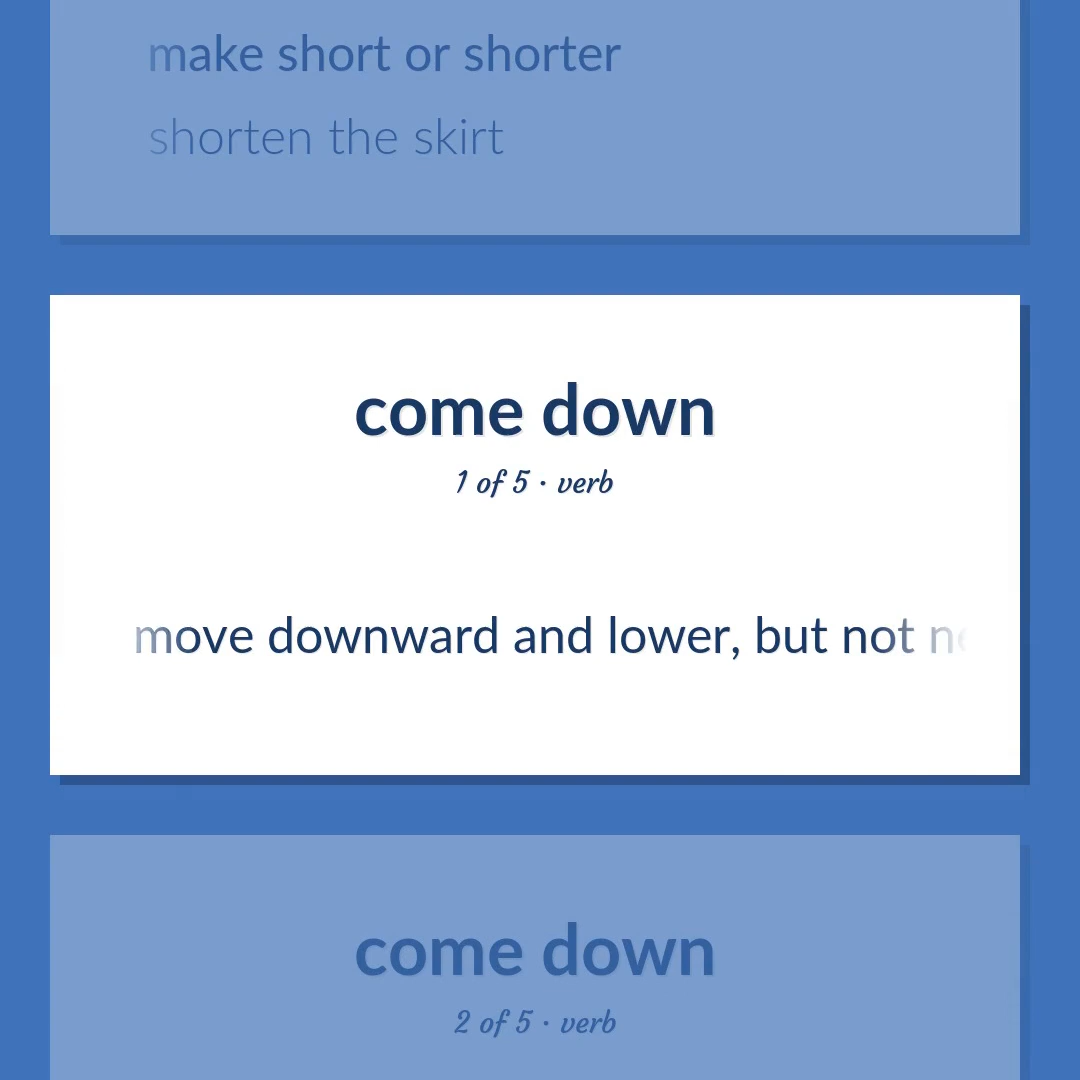 make short or shorter
shorten the skirt
come down
1 of 5 · verb
move downward and lower, but not
come down
2 of 5 · verb